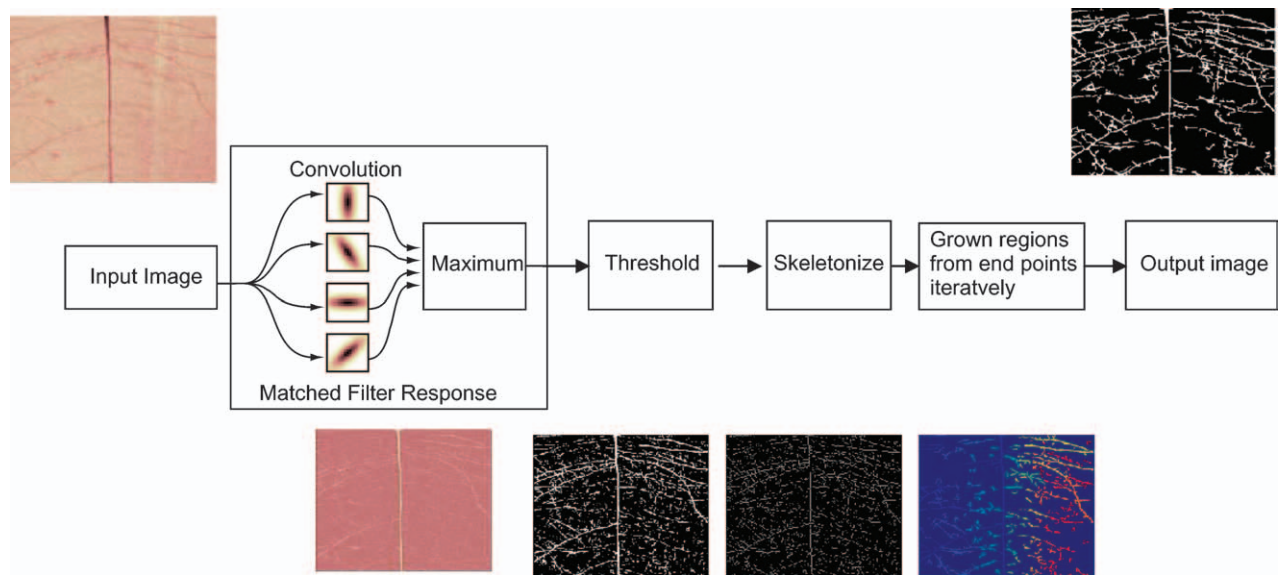 Convolution
Input Image
Maximum
Threshold
Skeletonize
Grown regions
from end points
iteratvely
Output image
Matched Filter Response